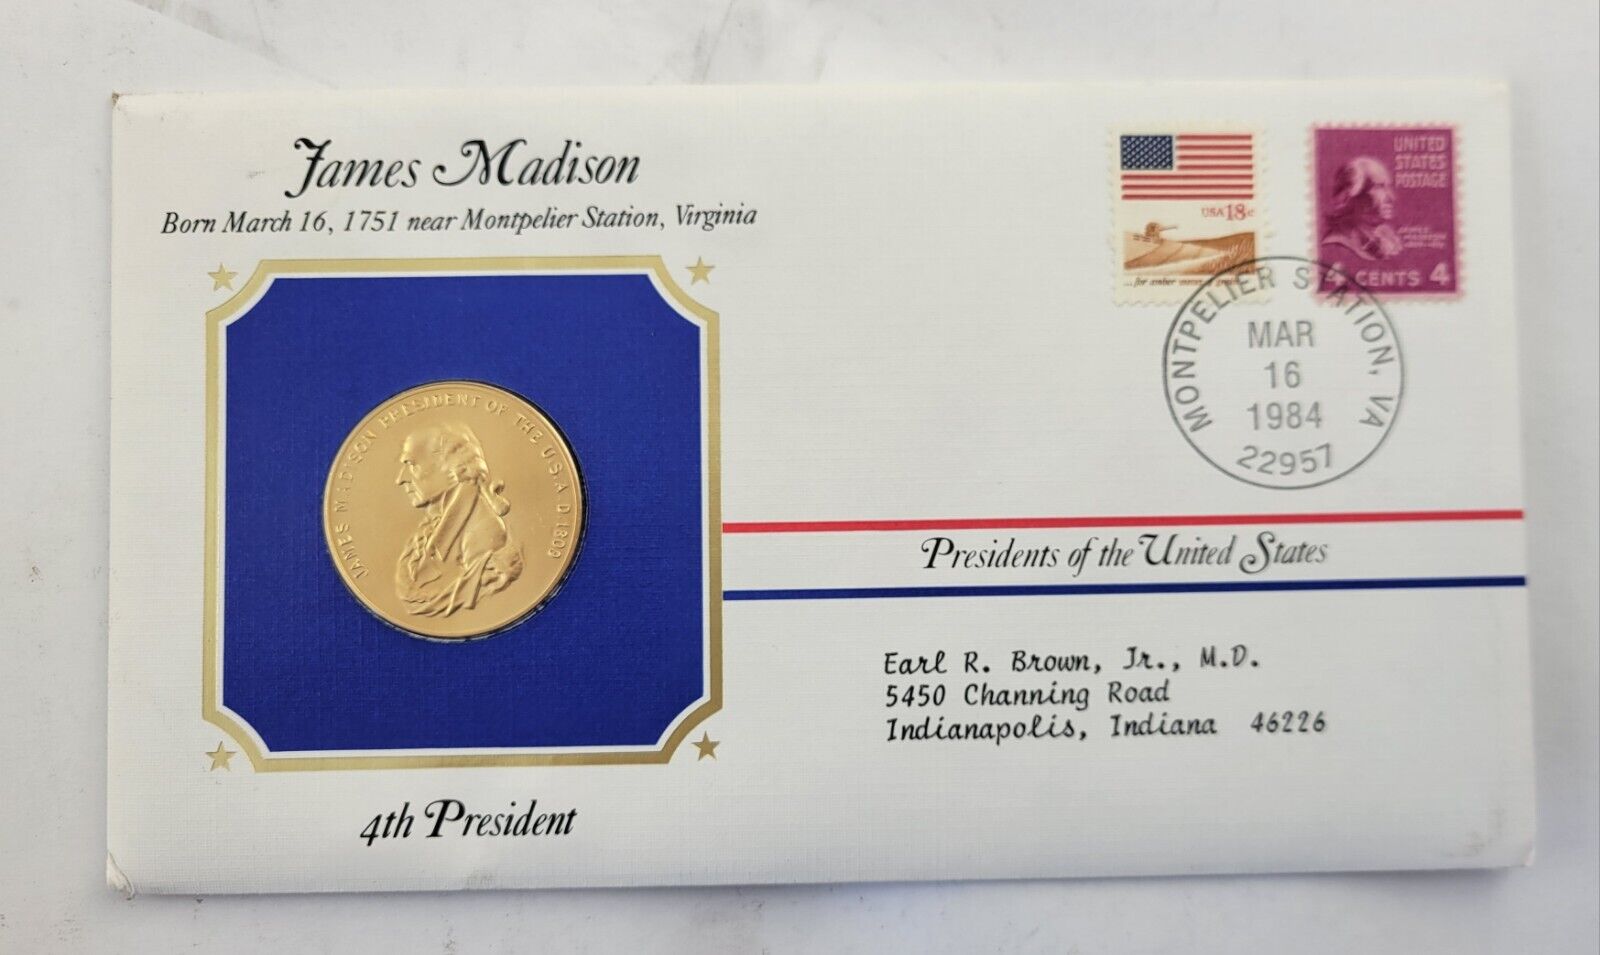 James Madison
Born March 16, 1751 near Montpelier Station, Virginia
JAMES MADISON PRESIDENT OF THE U.S. A.D. 1809
4th President
USA 18c
...for amber waves of grain...
UNITED
STATES
POSTAGE
JAMES
MADISON
4 CENTS 4
MONTPELIER STATION, VA
MAR
16
1984
22957
Presidents of the United States
Earl R. Brown, Jr., M.D.
5450 Channing Road
Indianapolis, Indiana 46226